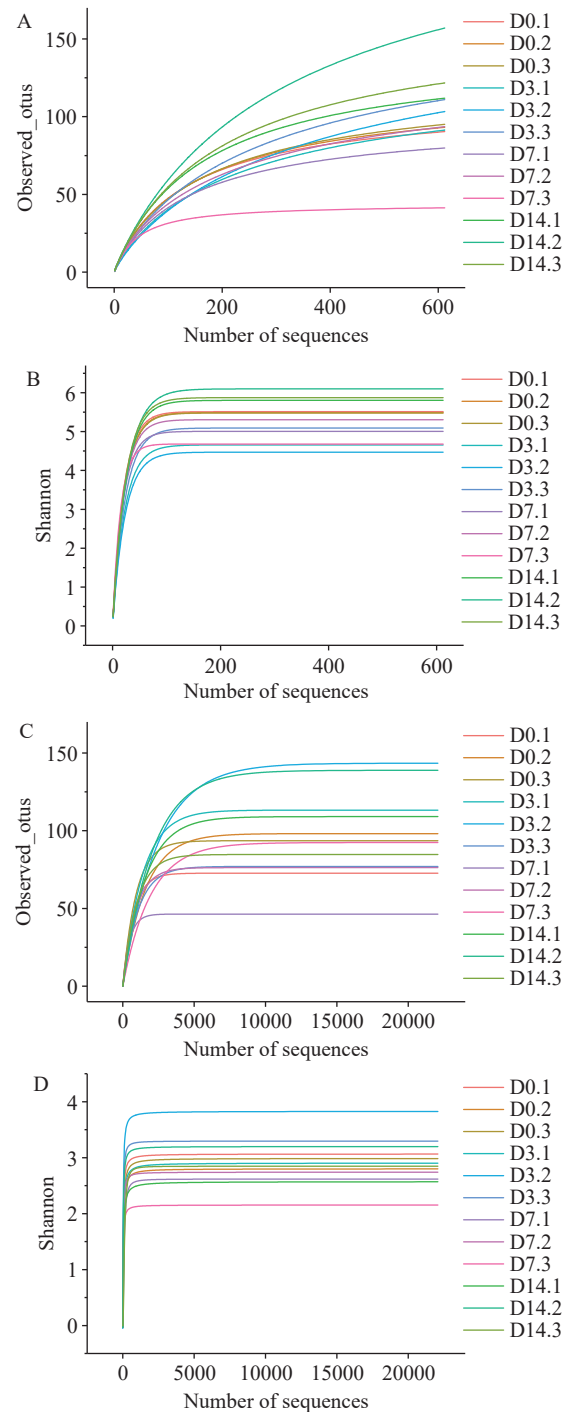 A
150
100
50
0
Observed_otus
0 200 400 600
Number of sequences
D0.1
D0.2
D0.3
D3.1
D3.2
D3.3
D7.1
D7.2
D7.3
D14.1
D14.2
D14.3
B
6
5
4
3
2
1
0
Shannon
0 200 400 600
Number of sequences
D0.1
D0.2
D0.3
D3.1
D3.2
D3.3
D7.1
D7.2
D7.3
D14.1
D14.2
D14.3
C
150
100
50
0
Observed_otus
0 5000 10000 15000 20000
Number of sequences
D0.1
D0.2
D0.3
D3.1
D3.2
D3.3
D7.1
D7.2
D7.3
D14.1
D14.2
D14.3
D
4
3
2
1
0
Shannon
0 5000 10000 15000 20000
Number of sequences
D0.1
D0.2
D0.3
D3.1
D3.2
D3.3
D7.1
D7.2
D7.3
D14.1
D14.2
D14.3